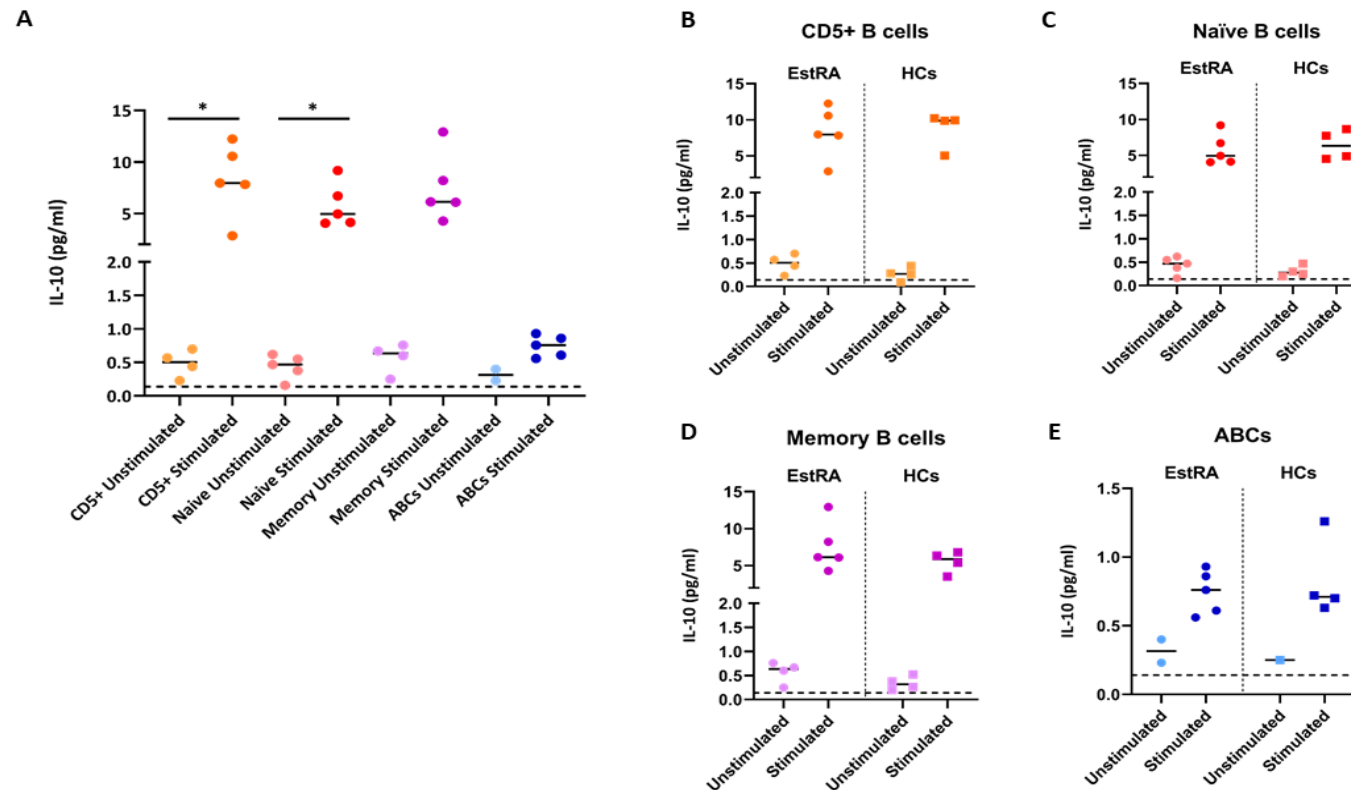 A
IL-10 (pg/ml)
15
10
5
2.0
1.5
1.0
0.5
0.0
*
*
CD5+ Unstimulated
CD5+ Stimulated
Naive Unstimulated
Naive Stimulated
Memory Unstimulated
Memory Stimulated
ABCs Unstimulated
ABCs Stimulated
B
CD5+ B cells
EstRA
HCs
IL-10 (pg/ml)
15
10
5
2.0
1.5
1.0
0.5
0.0
Unstimulated
Stimulated
Unstimulated
Stimulated
C
Naïve B cells
EstRA
HCs
IL-10 (pg/ml)
15
10
5
2.0
1.5
1.0
0.5
0.0
Unstimulated
Stimulated
Unstimulated
Stimulated
D
Memory B cells
EstRA
HCs
IL-10 (pg/ml)
15
10
5
2.0
1.5
1.0
0.5
0.0
Unstimulated
Stimulated
Unstimulated
Stimulated
E
ABCs
EstRA
HCs
IL-10 (pg/ml)
1.5
1.0
0.5
0.0
Unstimulated
Stimulated
Unstimulated
Stimulated